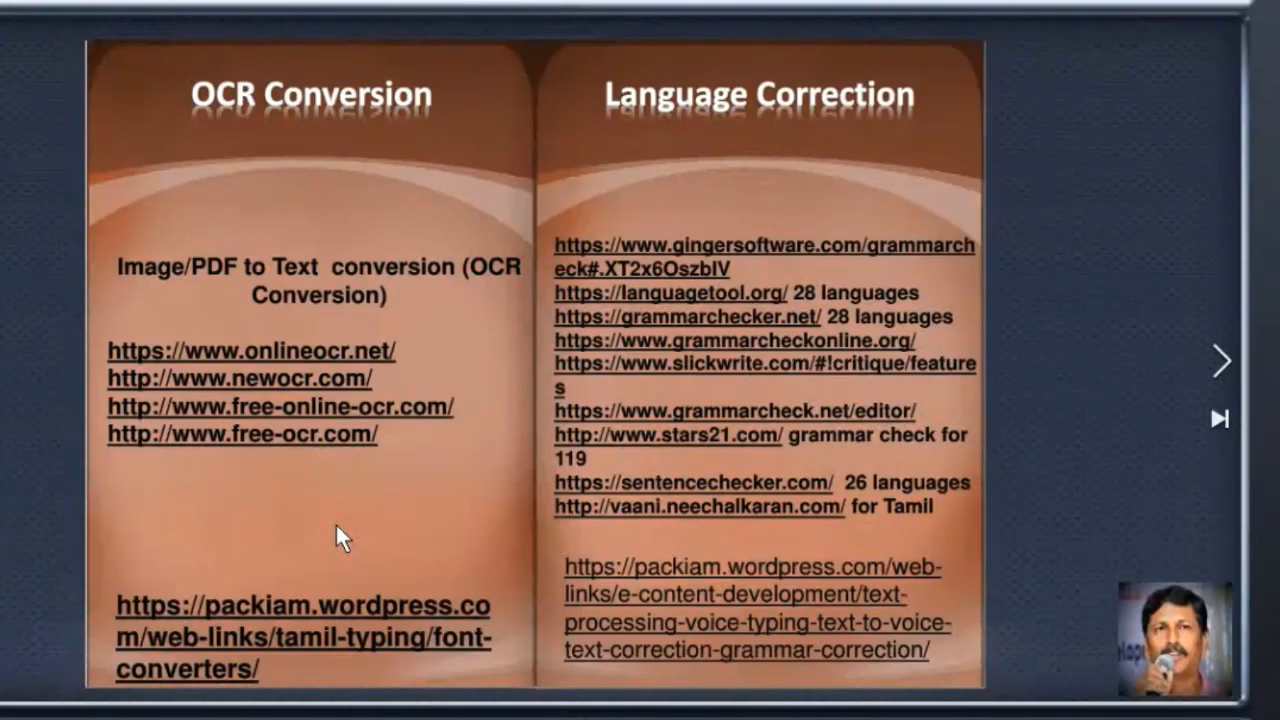 OCR Conversion
Image/PDF to Text conversion (OCR
Conversion)
https://www.onlineocr.net/
http://www.newocr.com/
http://www.free-online-ocr.com/
http://www.free-ocr.com/
https://packiam.wordpress.co
m/web-links/tamil-typing/font-
converters/
Language Correction
https://www.gingersoftware.com/grammarch
eck#.XT2x6OszbIV
https://languagetool.org/ 28 languages
https://grammarchecker.net/ 28 languages
https://www.grammarcheckonline.org/
https://www.slickwrite.com/#!critique/feature
s
https://www.grammarcheck.net/editor/
http://www.stars21.com/ grammar check for
119
https://sentencechecker.com/ 26 languages
http://vaani.neechalkaran.com/ for Tamil
https://packiam.wordpress.com/web-
links/e-content-development/text-
processing-voice-typing-text-to-voice-
text-correction-grammar-correction/